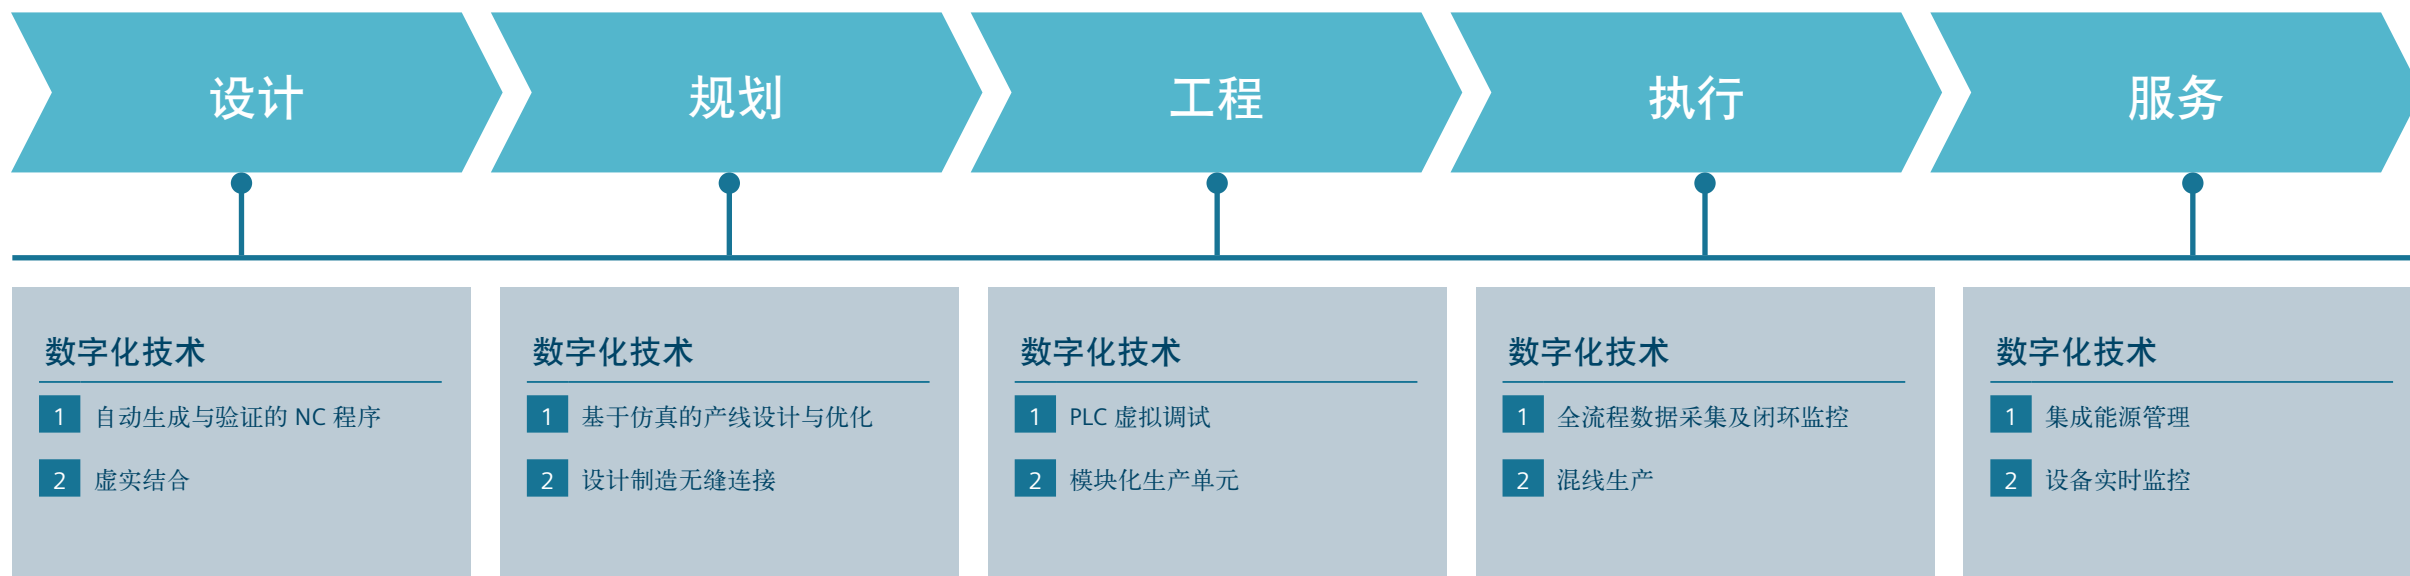 设计
规划
工程
执行
服务
数字化技术
1 自动生成与验证的 NC 程序
2 虚实结合
数字化技术
1 基于仿真的产线设计与优化
2 设计制造无缝连接
数字化技术
1 PLC 虚拟调试
2 模块化生产单元
数字化技术
1 全流程数据采集及闭环监控
2 混线生产
数字化技术
1 集成能源管理
2 设备实时监控